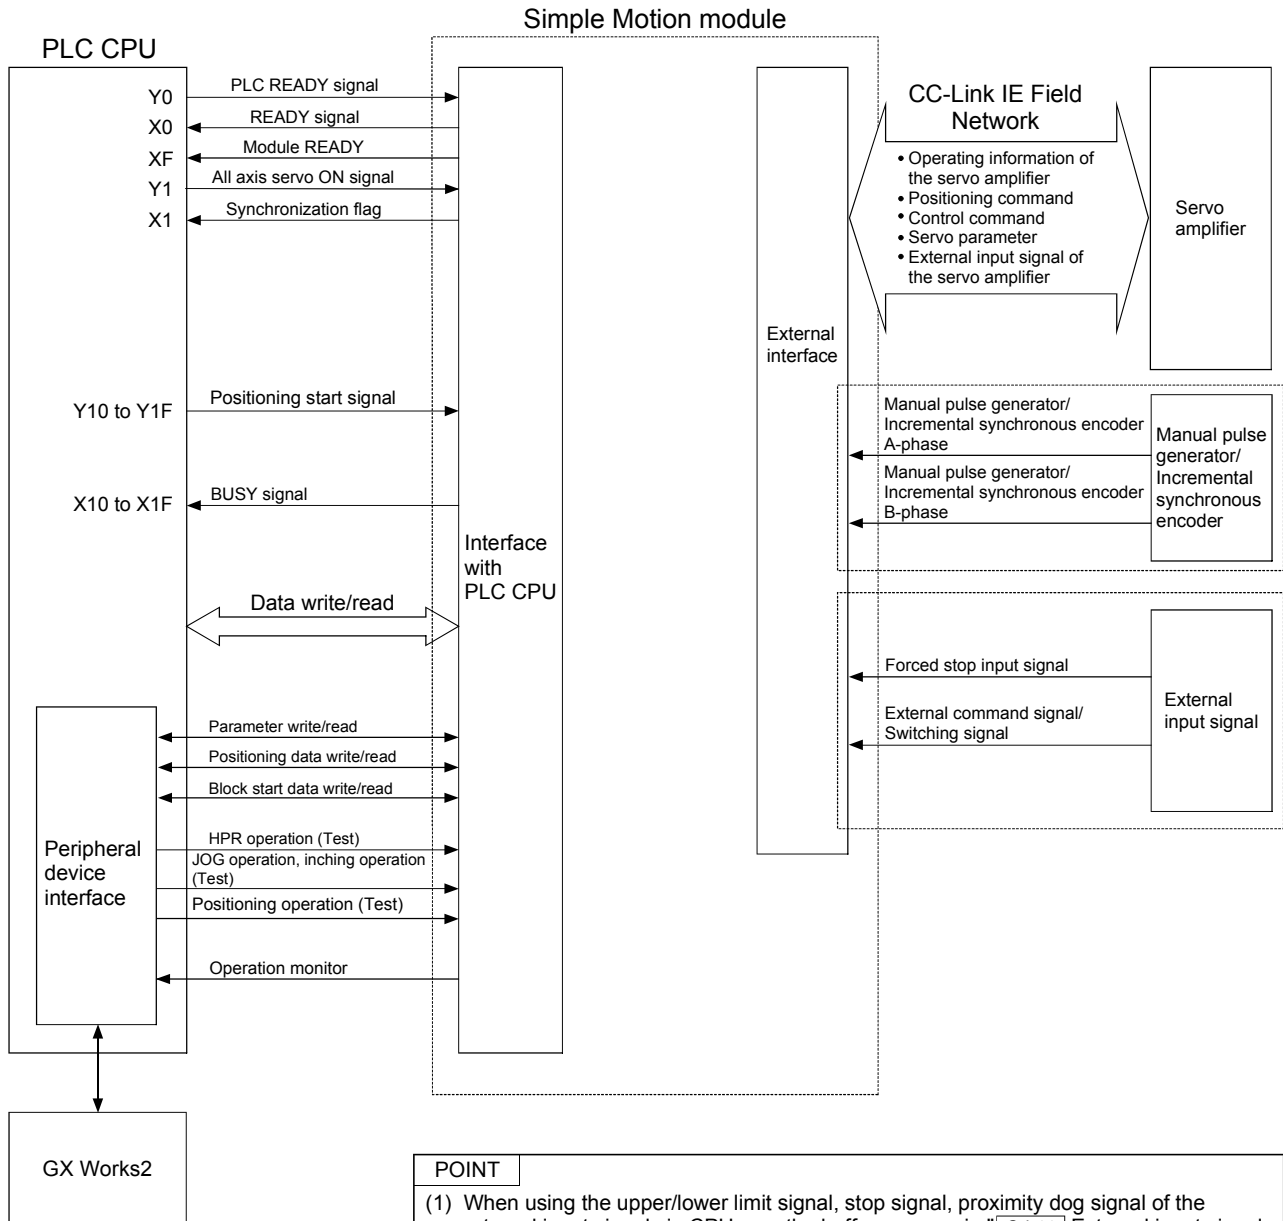 Simple Motion module
PLC CPU
Y0
PLC READY signal
X0
READY signal
XF
Module READY
Y1
All axis servo ON signal
X1
Synchronization flag
Y10 to Y1F
Positioning start signal
X10 to X1F
BUSY signal
Interface
with
PLC CPU
Data write/read
Peripheral
device
interface
Parameter write/read
Positioning data write/read
Block start data write/read
HPR operation (Test)
JOG operation, inching operation
(Test)
Positioning operation (Test)
Operation monitor
GX Works2
External
interface
CC-Link IE Field
Network
• Operating information of
the servo amplifier
• Positioning command
• Control command
• Servo parameter
• External input signal of
the servo amplifier
Servo
amplifier
Manual pulse generator/
Incremental synchronous encoder
A-phase
Manual pulse generator/
Incremental synchronous encoder
B-phase
Manual pulse
generator/
Incremental
synchronous
encoder
Forced stop input signal
External command signal/
Switching signal
External
input signal
POINT
(1) When using the upper/lower limit signal, stop signal, proximity dog signal of the